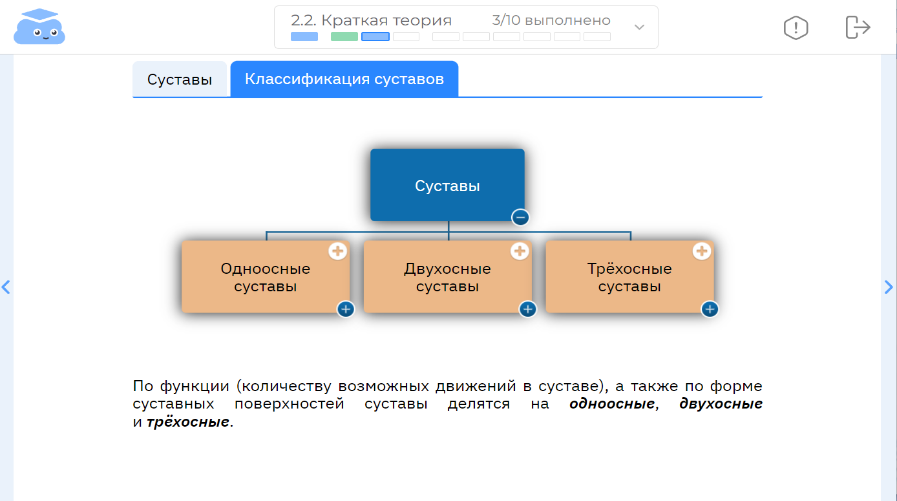 2.2. Краткая теория 3/10 выполнено
Суставы Классификация суставов
Суставы
Одноосные
суставы
Двухосные
суставы
Трёхосные
суставы
По функции (количеству возможных движений в суставе), а также по форме
суставных поверхностей суставы делятся на одноосные, двухосные
и трёхосные.